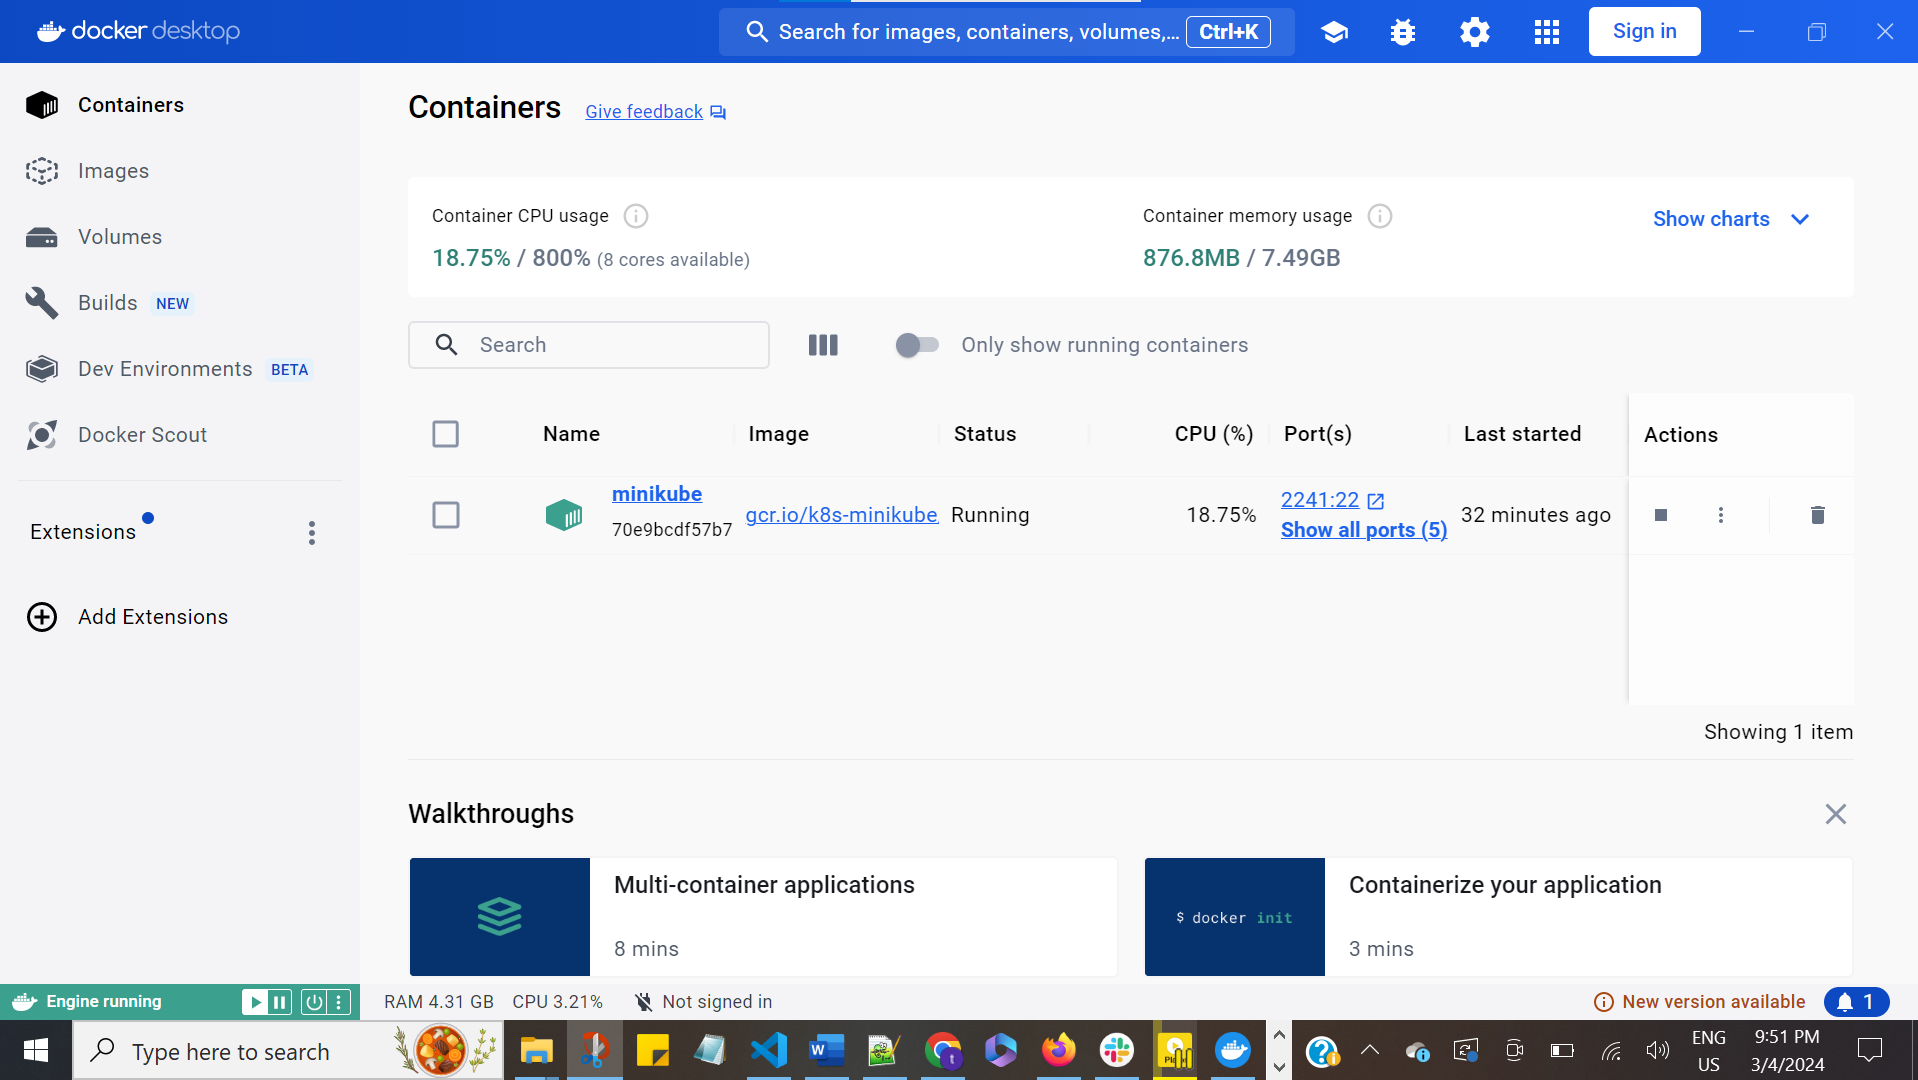 docker desktop
Search for images, containers, volumes,... Ctrl+K
Sign in
Containers
Images
Volumes
Builds NEW
Dev Environments BETA
Docker Scout
Extensions
Add Extensions
Containers Give feedback
Container CPU usage
18.75% / 800% (8 cores available)
Container memory usage
876.8MB / 7.49GB
Show charts
Search
Only show running containers
Name Image Status CPU (%) Port(s) Last started Actions
minikube
70e9bcdf57b7
gcr.io/k8s-minikube
Running
18.75%
2241:22
Show all ports (5)
32 minutes ago
Showing 1 item
Walkthroughs
Multi-container applications
8 mins
$ docker init
Containerize your application
3 mins
Engine running
RAM 4.31 GB CPU 3.21% Not signed in
New version available 1
Type here to search
ENG
US
9:51 PM
3/4/2024